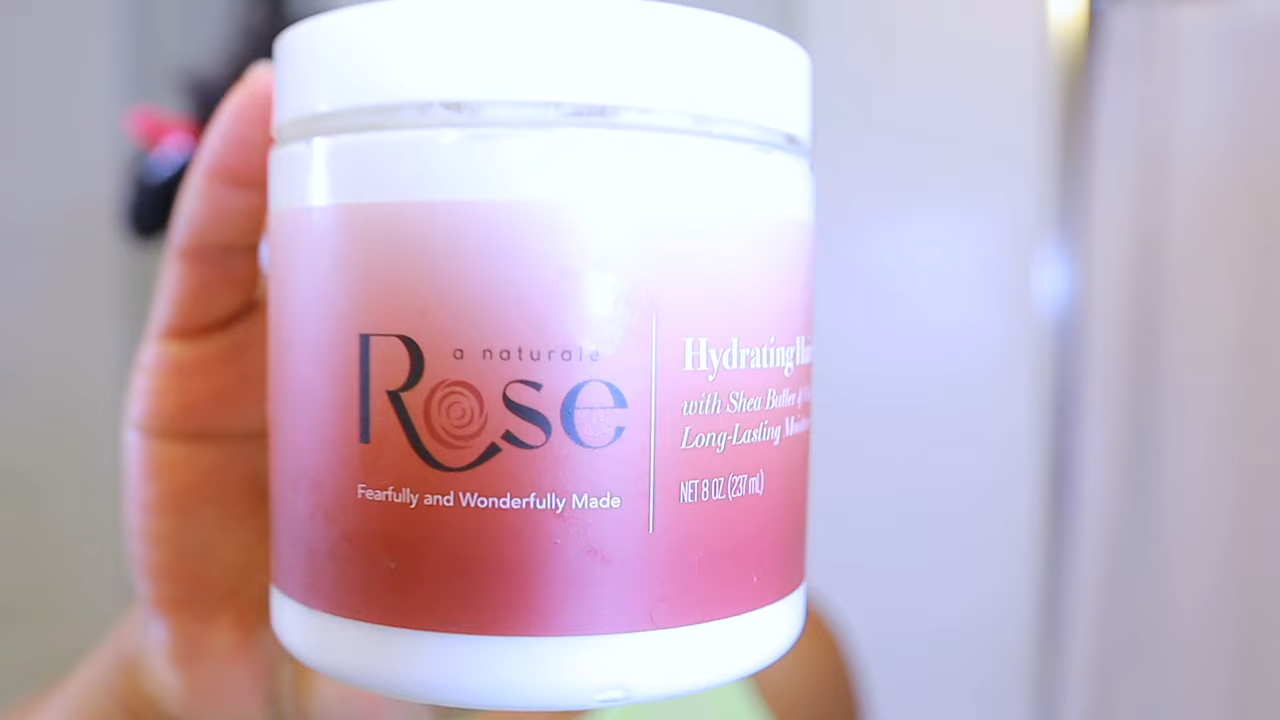 a naturale
Rose
Fearfully and Wonderfully Made
Hydrating
with Shea Butter
Long-Lasting
NET 8 OZ. (237 mL)